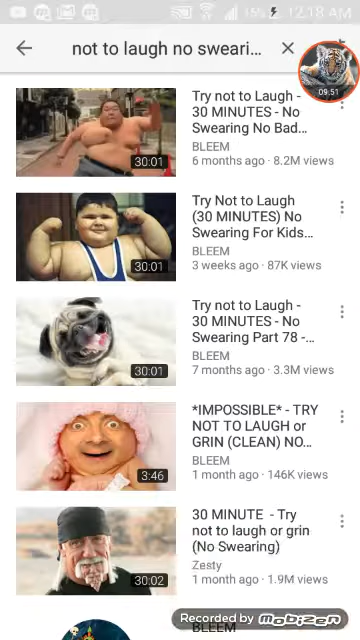 15% 12:18 AM
not to laugh no sweari...
09:51
Try not to Laugh -
30 MINUTES - No
Swearing No Bad...
BLEEM
6 months ago · 8.2M views
30:01
Try Not to Laugh
(30 MINUTES) No
Swearing For Kids...
BLEEM
3 weeks ago · 87K views
30:01
Try not to Laugh -
30 MINUTES - No
Swearing Part 78 -...
BLEEM
7 months ago · 3.3M views
30:01
*IMPOSSIBLE* - TRY
NOT TO LAUGH or
GRIN (CLEAN) NO...
BLEEM
1 month ago · 146K views
3:46
30 MINUTE - Try
not to laugh or grin
(No Swearing)
Zesty
1 month ago · 1.9M views
30:02
Recorded by Mobizen
BLEEM